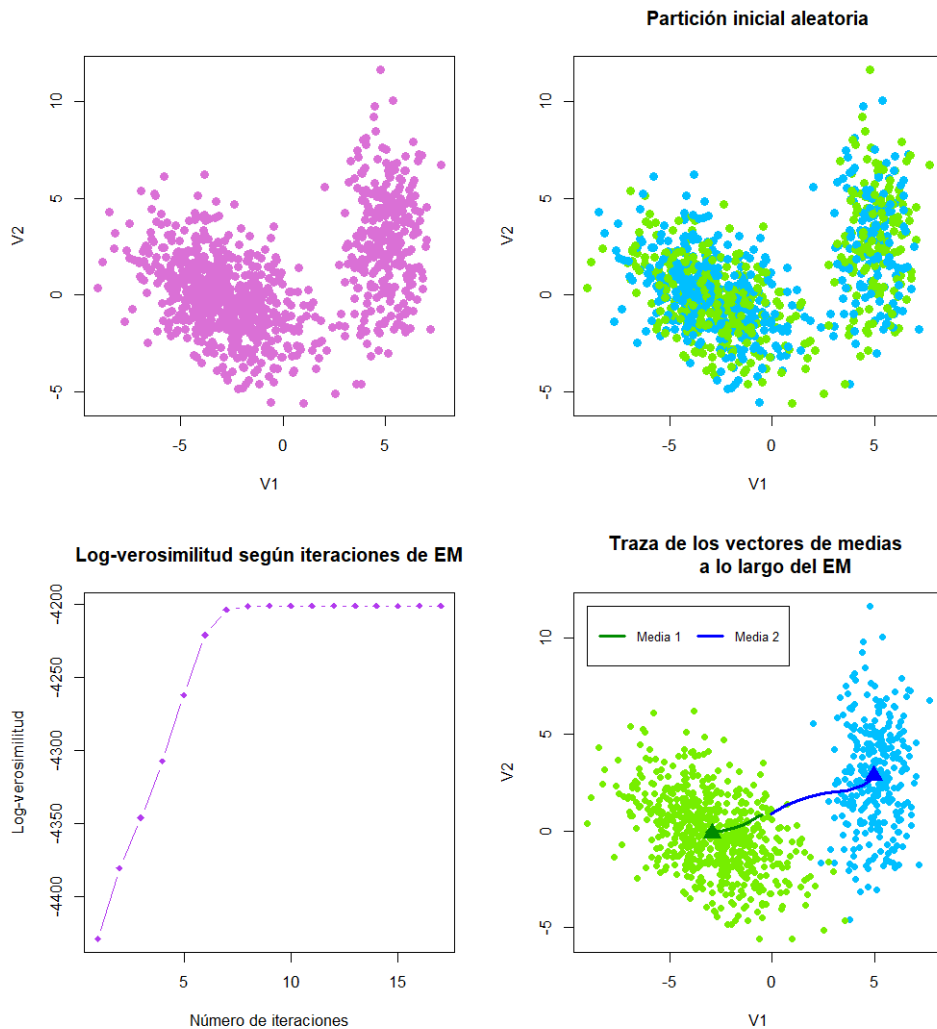 V2
10
5
0
-5
-5
0
5
V1
Partición inicial aleatoria
V2
10
5
0
-5
-5
0
5
V1
Log-verosimilitud según iteraciones de EM
Log-verosimilitud
-4200
-4250
-4300
-4350
-4400
5
10
15
Número de iteraciones
Traza de los vectores de medias
a lo largo del EM
Media 1
Media 2
V2
10
5
0
-5
-5
0
5
V1